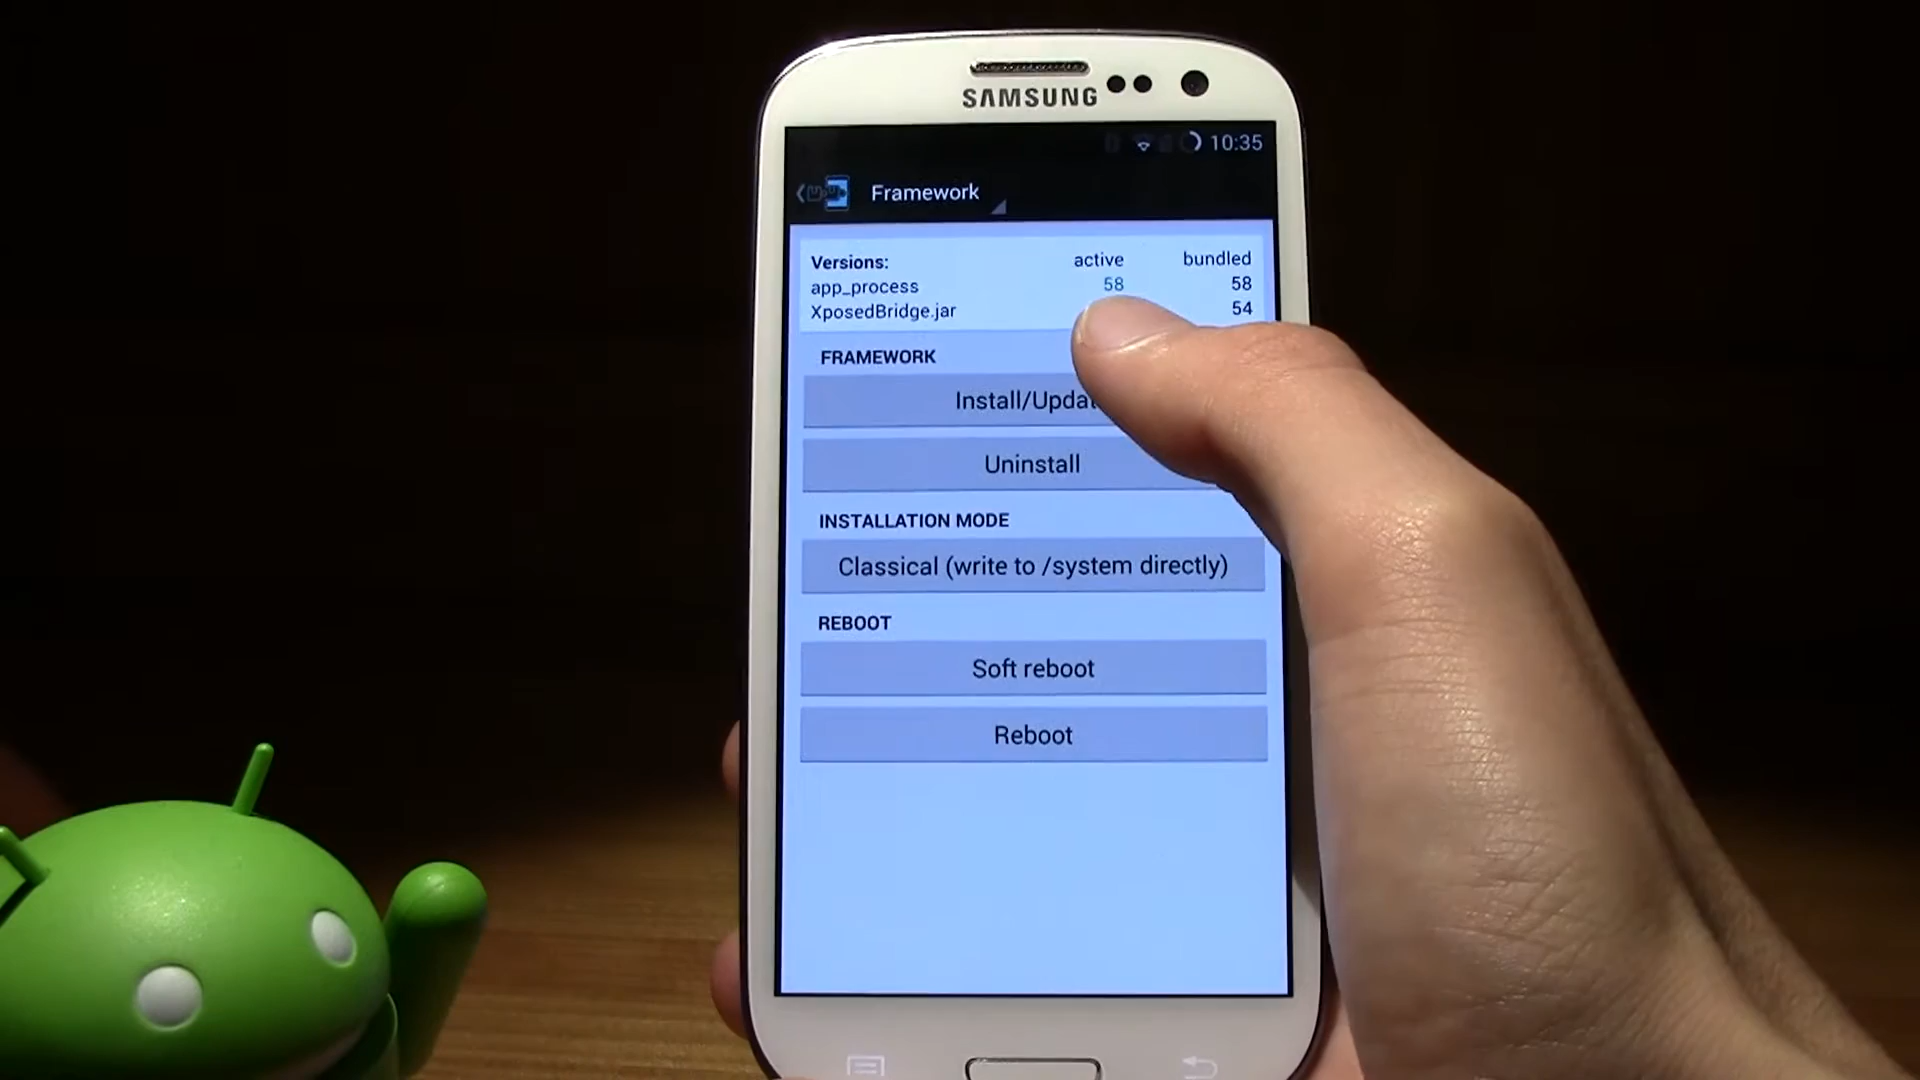 SAMSUNG
10:35
Framework
Versions: active bundled
app_process 58 58
XposedBridge.jar 54
FRAMEWORK
Install/Updat
Uninstall
INSTALLATION MODE
Classical (write to /system directly)
REBOOT
Soft reboot
Reboot